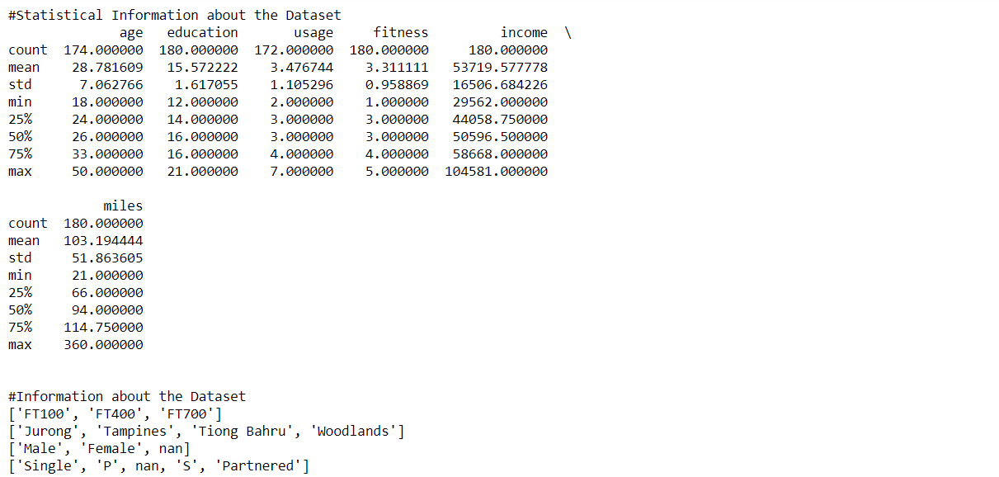 #Statistical Information about the Dataset
              age   education       usage     fitness         income  \
count  174.000000  180.000000  172.000000  180.000000     180.000000
mean    28.781609   15.572222    3.476744    3.311111   53719.577778
std      7.062766    1.617055    1.105296    0.958869   16506.684226
min     18.000000   12.000000    2.000000    1.000000   29562.000000
25%     24.000000   14.000000    3.000000    3.000000   44058.750000
50%     26.000000   16.000000    3.000000    3.000000   50596.500000
75%     33.000000   16.000000    4.000000    4.000000   58668.000000
max     50.000000   21.000000    7.000000    5.000000  104581.000000
            miles
count  180.000000
mean   103.194444
std     51.863605
min     21.000000
25%     66.000000
50%     94.000000
75%    114.750000
max    360.000000
#Information about the Dataset
['FT100', 'FT400', 'FT700']
['Jurong', 'Tampines', 'Tiong Bahru', 'Woodlands']
['Male', 'Female', nan]
['Single', 'P', nan, 'S', 'Partnered']